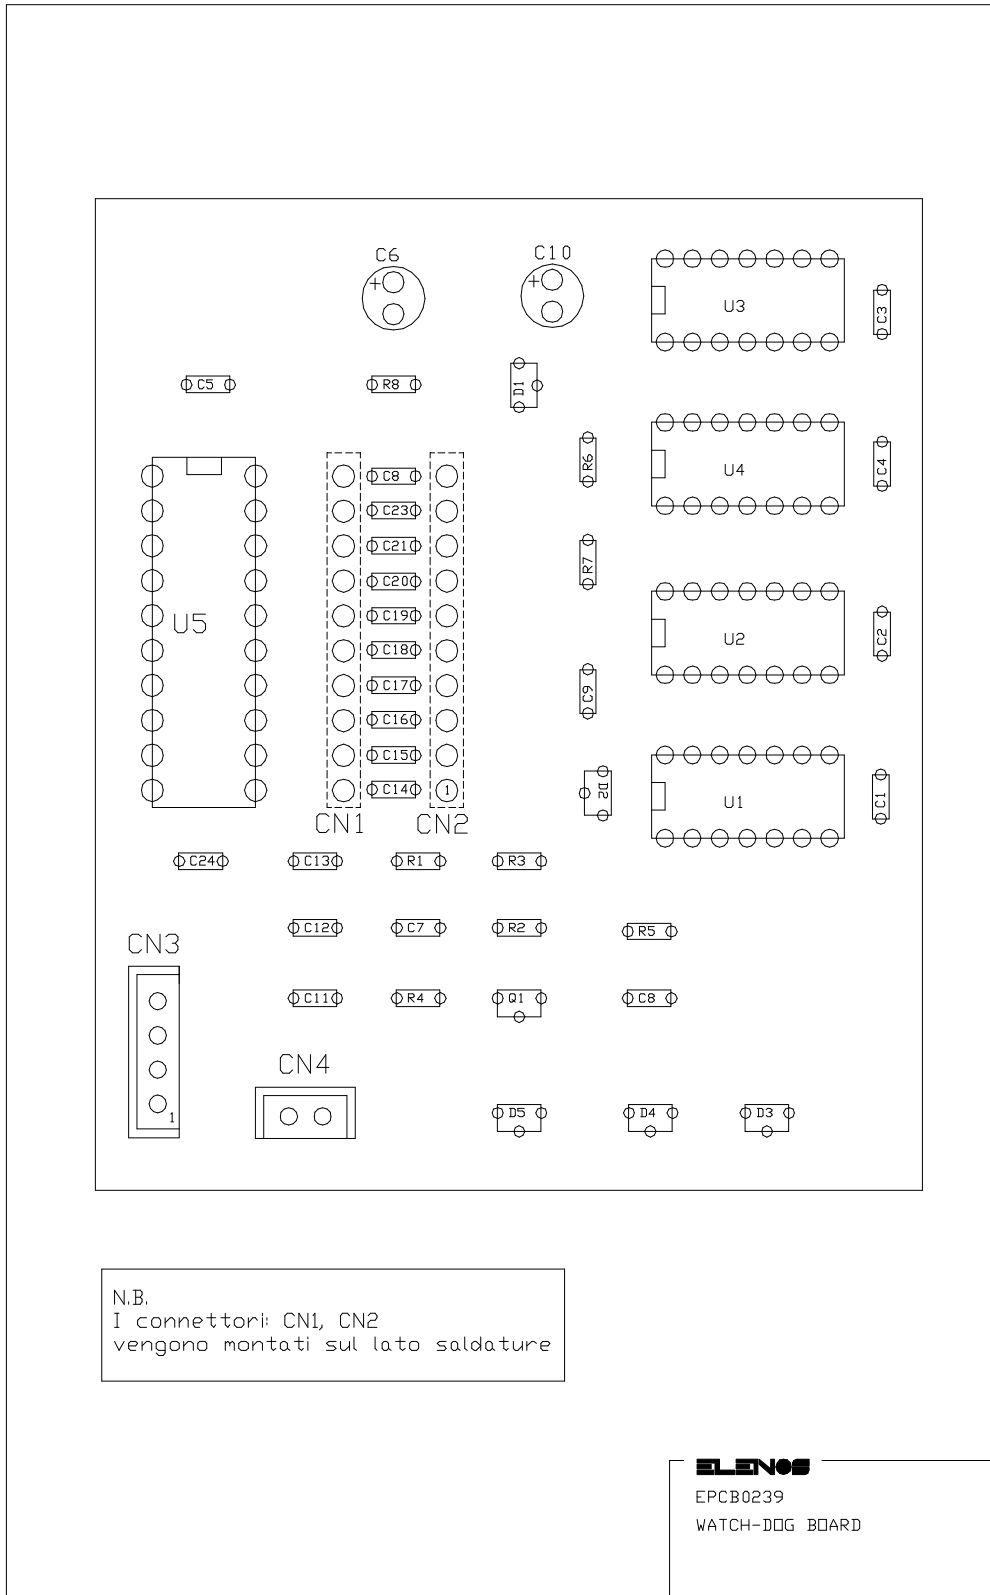 C6
C10
+
+
U3
C3
C5
R8
D1
R6
U4
C4
C8
C23
C21
R7
C20
U5
C19
U2
C2
C18
C17
C9
C16
C15
D2
C14
1
U1
C1
CN1
CN2
C24
C13
R1
R3
C12
C7
R2
R5
CN3
C11
R4
Q1
C8
CN4
1
D5
D4
D3
N.B.
I connettori: CN1, CN2
vengono montati sul lato saldature
ELENOS
EPCB0239
WATCH-DOG BOARD